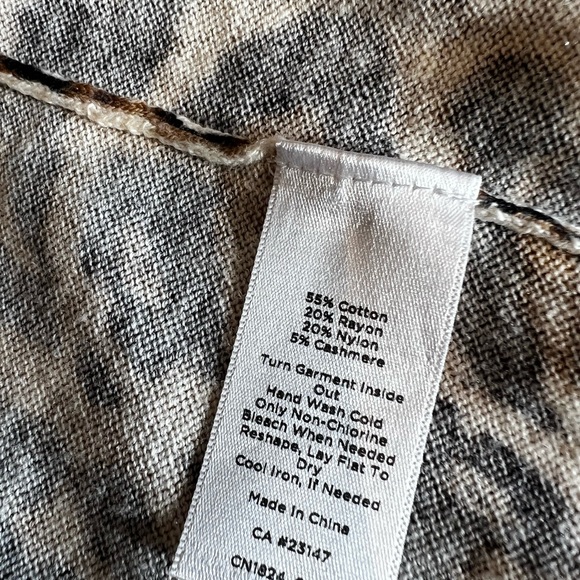 55% Cotton
20% Rayon
20% Nylon
5% Cashmere
Turn Garment Inside
Out
Hand Wash Cold
Only Non-Chlorine
Bleach When Needed
Reshape, Lay Flat To
Dry
Cool Iron, If Needed
Made In China
CA #23147
CN1824